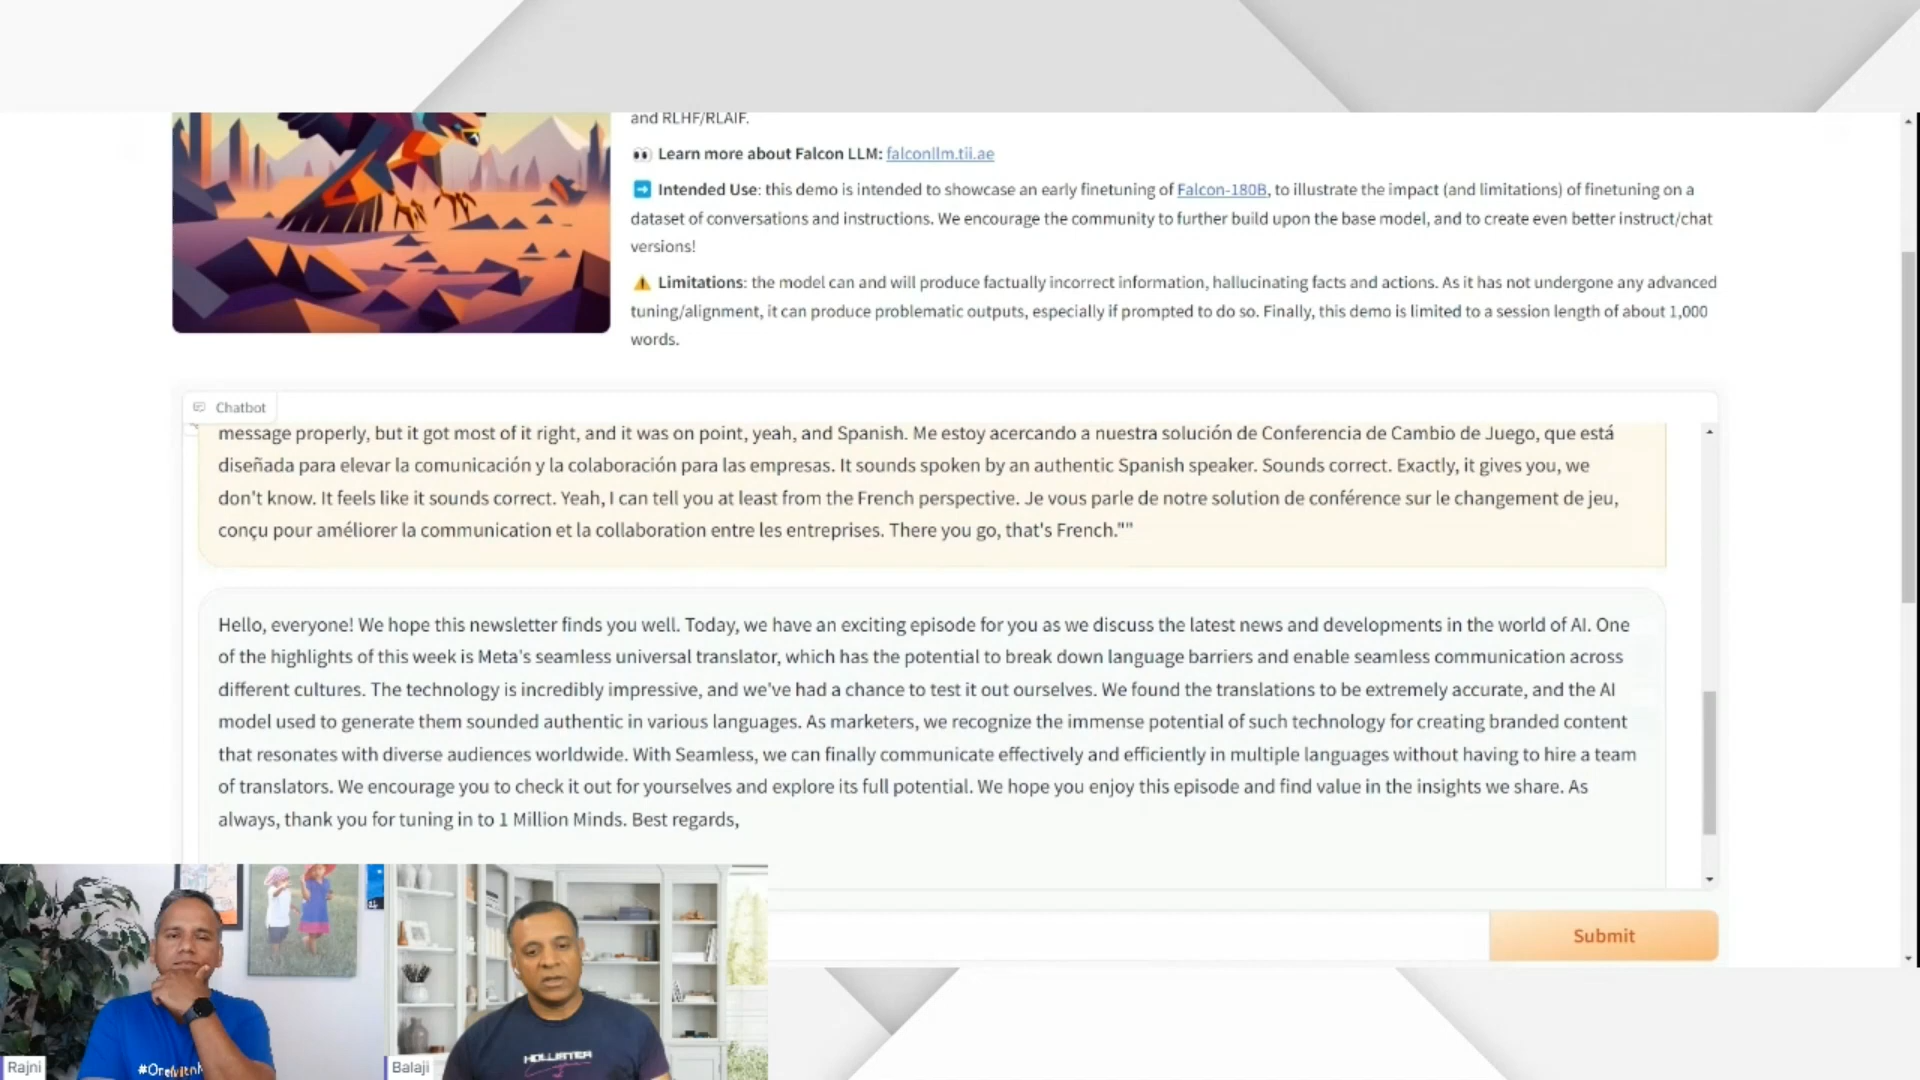 and RLHF/RLAIF.
Learn more about Falcon LLM: falconllm.tii.ae
Intended Use: this demo is intended to showcase an early finetuning of Falcon-180B, to illustrate the impact (and limitations) of finetuning on a
dataset of conversations and instructions. We encourage the community to further build upon the base model, and to create even better instruct/chat
versions!
Limitations: the model can and will produce factually incorrect information, hallucinating facts and actions. As it has not undergone any advanced
tuning/alignment, it can produce problematic outputs, especially if prompted to do so. Finally, this demo is limited to a session length of about 1,000
words.
Chatbot
message properly, but it got most of it right, and it was on point, yeah, and Spanish. Me estoy acercando a nuestra solución de Conferencia de Cambio de Juego, que está
diseñada para elevar la comunicación y la colaboración para las empresas. It sounds spoken by an authentic Spanish speaker. Sounds correct. Exactly, it gives you, we
don't know. It feels like it sounds correct. Yeah, I can tell you at least from the French perspective. Je vous parle de notre solution de conférence sur le changement de jeu,
conçu pour améliorer la communication et la collaboration entre les entreprises. There you go, that's French.""
Hello, everyone! We hope this newsletter finds you well. Today, we have an exciting episode for you as we discuss the latest news and developments in the world of AI. One
of the highlights of this week is Meta's seamless universal translator, which has the potential to break down language barriers and enable seamless communication across
different cultures. The technology is incredibly impressive, and we've had a chance to test it out ourselves. We found the translations to be extremely accurate, and the AI
model used to generate them sounded authentic in various languages. As marketers, we recognize the immense potential of such technology for creating branded content
that resonates with diverse audiences worldwide. With Seamless, we can finally communicate effectively and efficiently in multiple languages without having to hire a team
of translators. We encourage you to check it out for yourselves and explore its full potential. We hope you enjoy this episode and find value in the insights we share. As
always, thank you for tuning in to 1 Million Minds. Best regards,
Submit
HOLLISTER
Rajni
Balaji